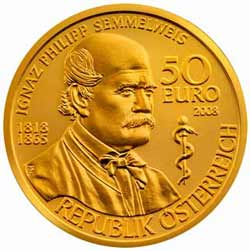 IGNAZ PHILIPP SEMMELWEIS
50
EURO
2008
1818
1865
REPUBLIK ÖSTERREICH